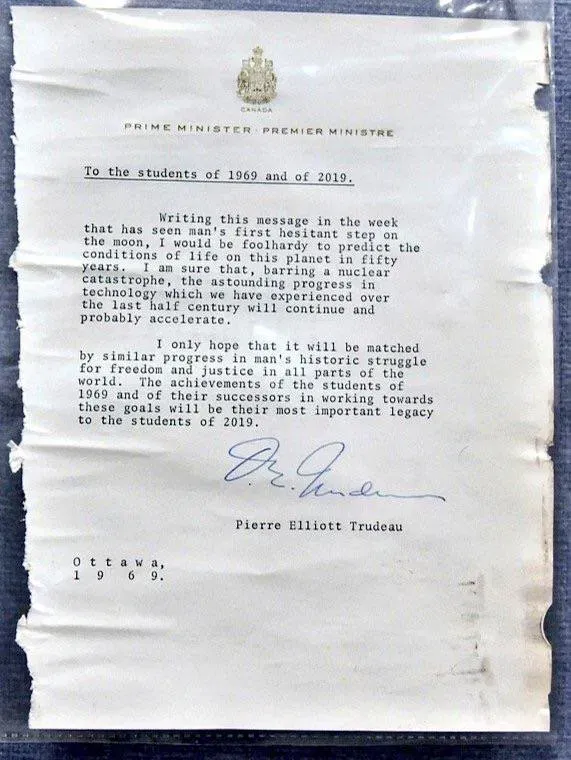 CANADA
PRIME MINISTER · PREMIER MINISTRE
To the students of 1969 and of 2019.
Writing this message in the week
that has seen man's first hesitant step on
the moon, I would be foolhardy to predict the
conditions of life on this planet in fifty
years. I am sure that, barring a nuclear
catastrophe, the astounding progress in
technology which we have experienced over
the last half century will continue and
probably accelerate.
I only hope that it will be matched
by similar progress in man's historic struggle
for freedom and justice in all parts of the
world. The achievements of the students of
1969 and of their successors in working towards
these goals will be their most important legacy
to the students of 2019.
P. E. Trudeau
Pierre Elliott Trudeau
Ottawa,
1969.